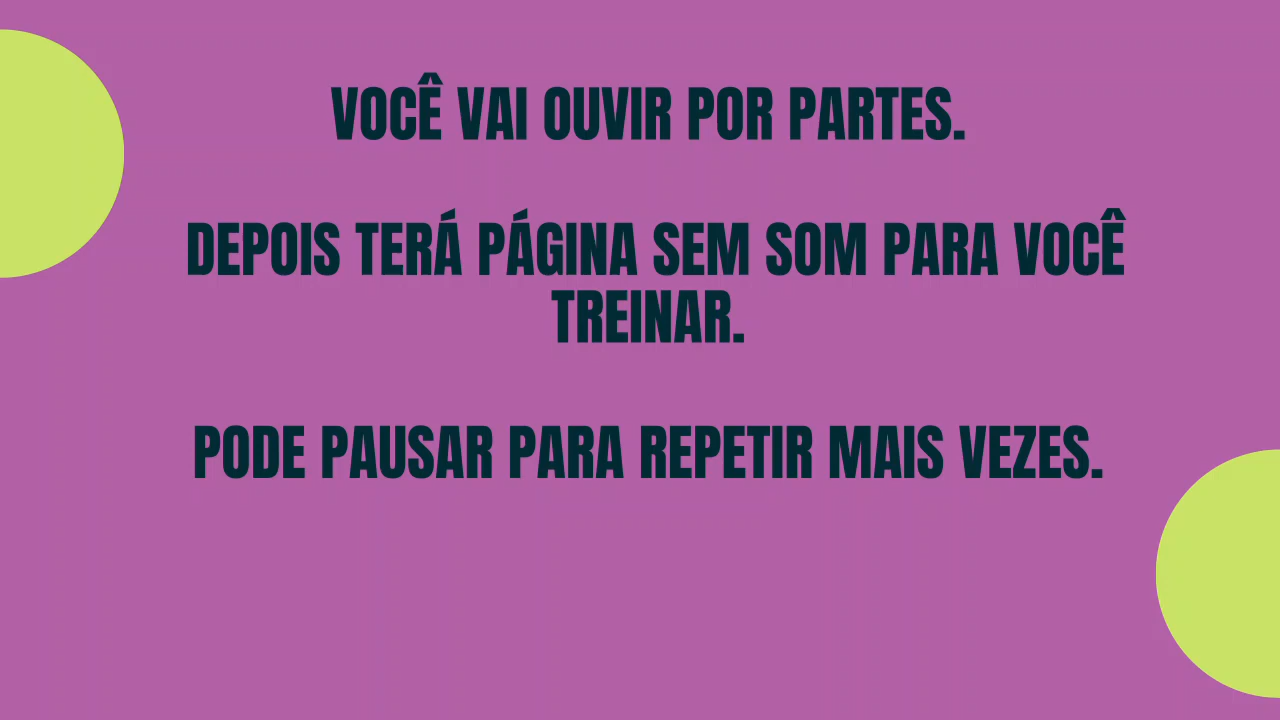 VOCÊ VAI OUVIR POR PARTES.
DEPOIS TERÁ PÁGINA SEM SOM PARA VOCÊ
TREINAR.
PODE PAUSAR PARA REPETIR MAIS VEZES.